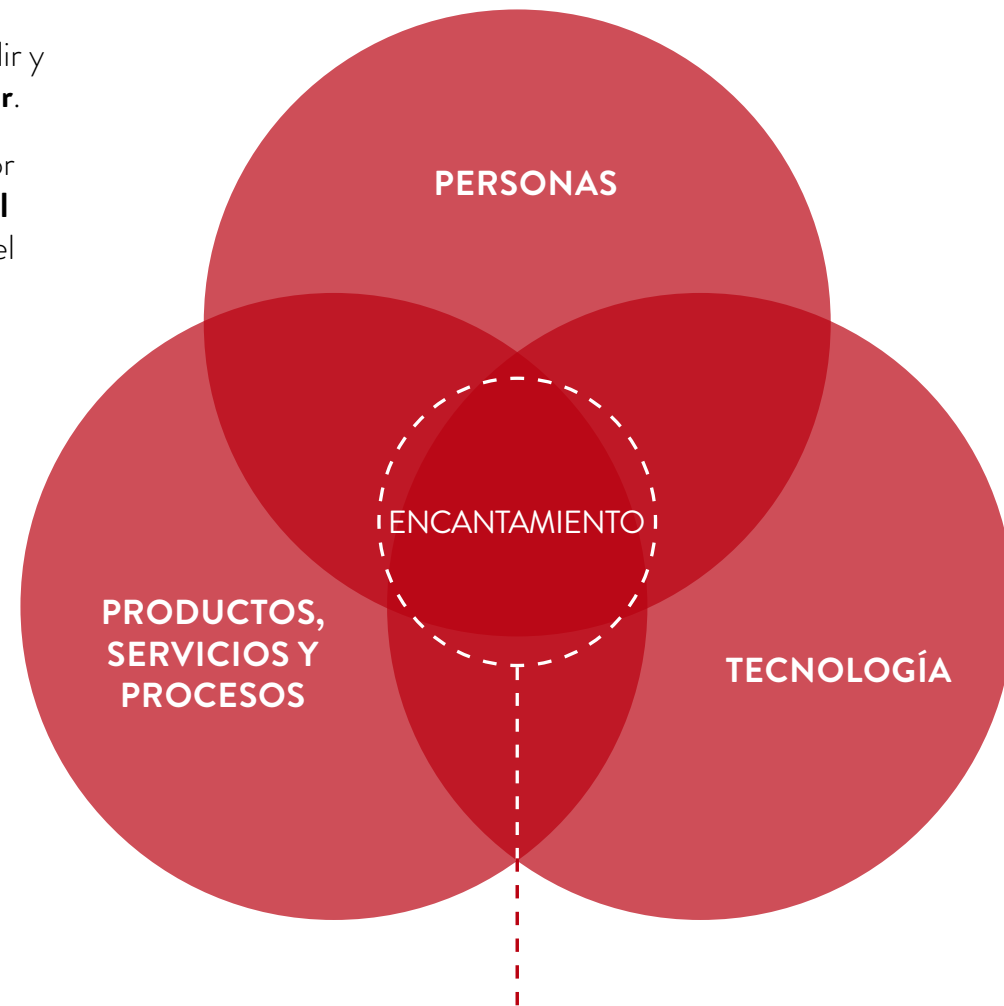 y
PERSONAS
ENCANTAMIENTO
PRODUCTOS,
SERVICIOS Y
PROCESOS
TECNOLOGÍA